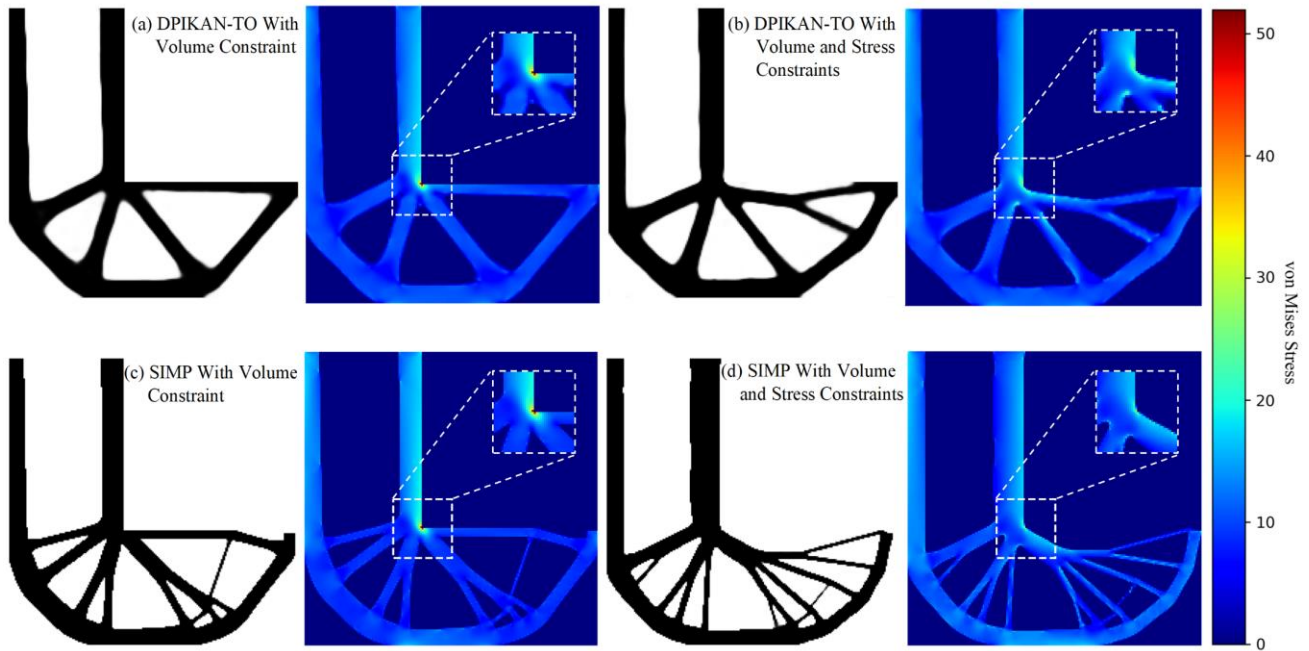 (a) DPIKAN-TO With
Volume Constraint
(b) DPIKAN-TO With
Volume and Stress
Constraints
(c) SIMP With Volume
Constraint
(d) SIMP With Volume
and Stress Constraints
50
40
30
20
10
0
von Mises Stress